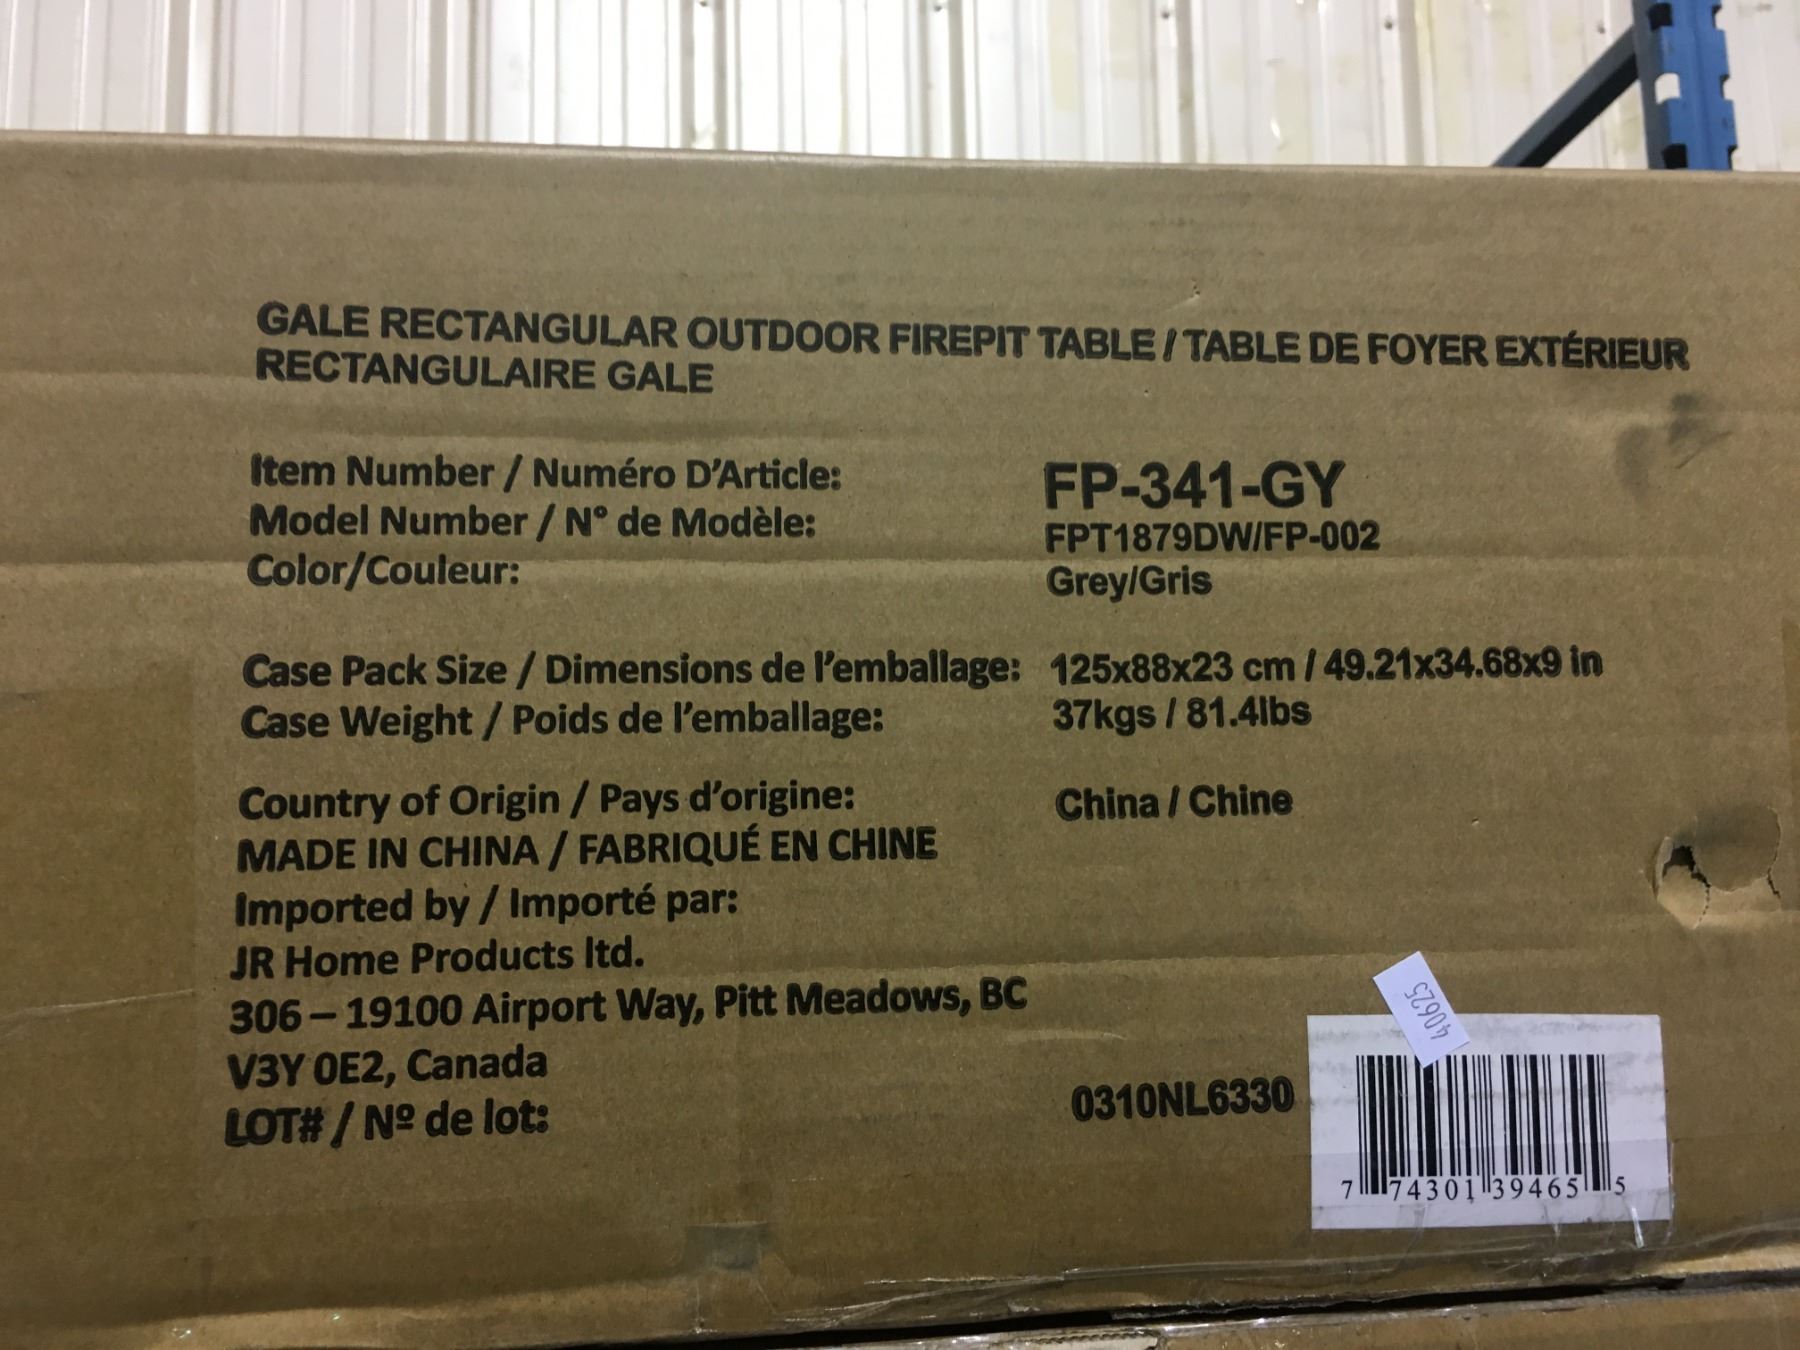 GALE RECTANGULAR OUTDOOR FIREPIT TABLE / TABLE DE FOYER EXTÉRIEUR
RECTANGULAIRE GALE
Item Number / Numéro D’Article: FP-341-GY
Model Number / N° de Modèle: FPT1879DW/FP-002
Color/Couleur: Grey/Gris
Case Pack Size / Dimensions de l’emballage: 125x88x23 cm / 49.21x34.68x9 in
Case Weight / Poids de l’emballage: 37kgs / 81.4lbs
Country of Origin / Pays d’origine: China / Chine
MADE IN CHINA / FABRIQUÉ EN CHINE
Imported by / Importé par:
JR Home Products ltd.
306 – 19100 Airport Way, Pitt Meadows, BC
V3Y 0E2, Canada
LOT# / Nº de lot: 0310NL6330
40625
7 74301 39465 5